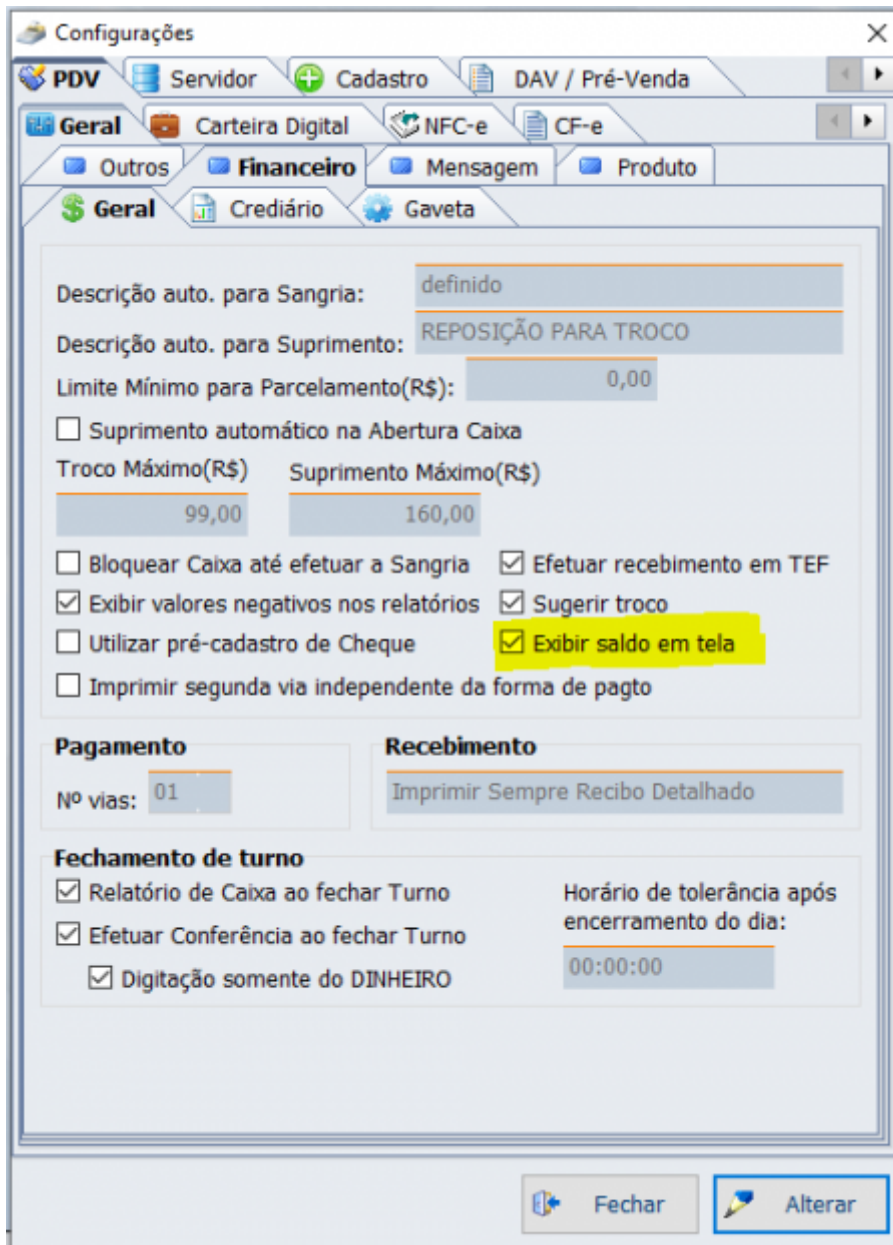 Configurações
PDV Servidor Cadastro DAV / Pré-Venda
Geral Carteira Digital NFC-e CF-e
Outros Financeiro Mensagem Produto
Geral Crediário Gaveta
Descrição auto. para Sangria: definido
Descrição auto. para Suprimento: REPOSIÇÃO PARA TROCO
Limite Mínimo para Parcelamento(R$): 0,00
Suprimento automático na Abertura Caixa
Troco Máximo(R$) Suprimento Máximo(R$)
99,00 160,00
Bloquear Caixa até efetuar a Sangria Efetuar recebimento em TEF
Exibir valores negativos nos relatórios Sugerir troco
Utilizar pré-cadastro de Cheque Exibir saldo em tela
Imprimir segunda via independente da forma de pagto
Pagamento Recebimento
Nº vias: 01 Imprimir Sempre Recibo Detalhado
Fechamento de turno
Relatório de Caixa ao fechar Turno Horário de tolerância após
Efetuar Conferência ao fechar Turno encerramento do dia:
Digitação somente do DINHEIRO 00:00:00
Fechar Alterar